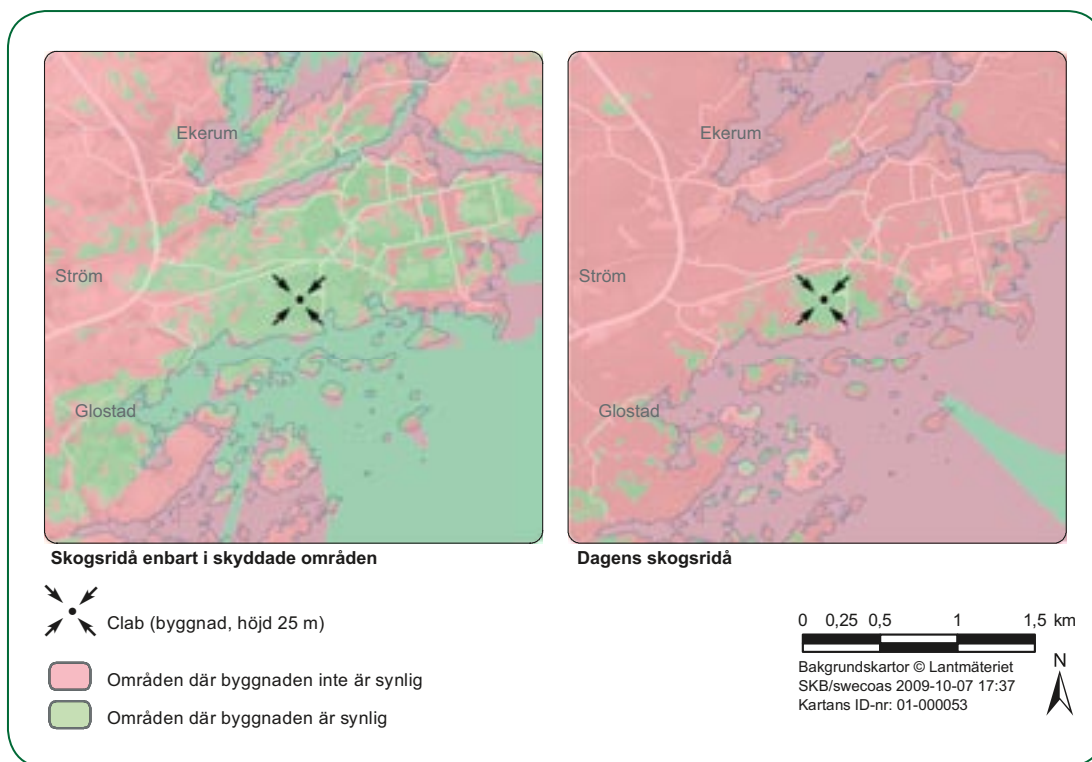 Ekerum
Ström
Glostad
Ekerum
Ström
Glostad
Skogsridå enbart i skyddade områden
Dagens skogsridå
Clab (byggnad, höjd 25 m)
Områden där byggnaden inte är synlig
Områden där byggnaden är synlig
0 0,25 0,5 1 1,5 km
Bakgrundskartor © Lantmäteriet
SKB/swecoas 2009-10-07 17:37
Kartans ID-nr: 01-000053
N